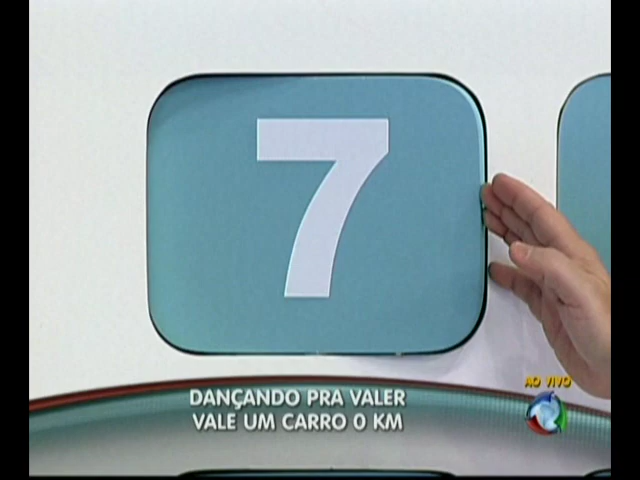 7
AO VIVO
DANÇANDO PRA VALER
VALE UM CARRO 0 KM